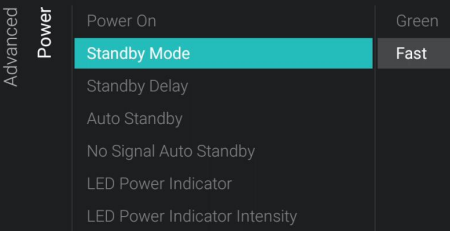 Advanced
Power
Power On
Standby Mode
Standby Delay
Auto Standby
No Signal Auto Standby
LED Power Indicator
LED Power Indicator Intensity
Green
Fast